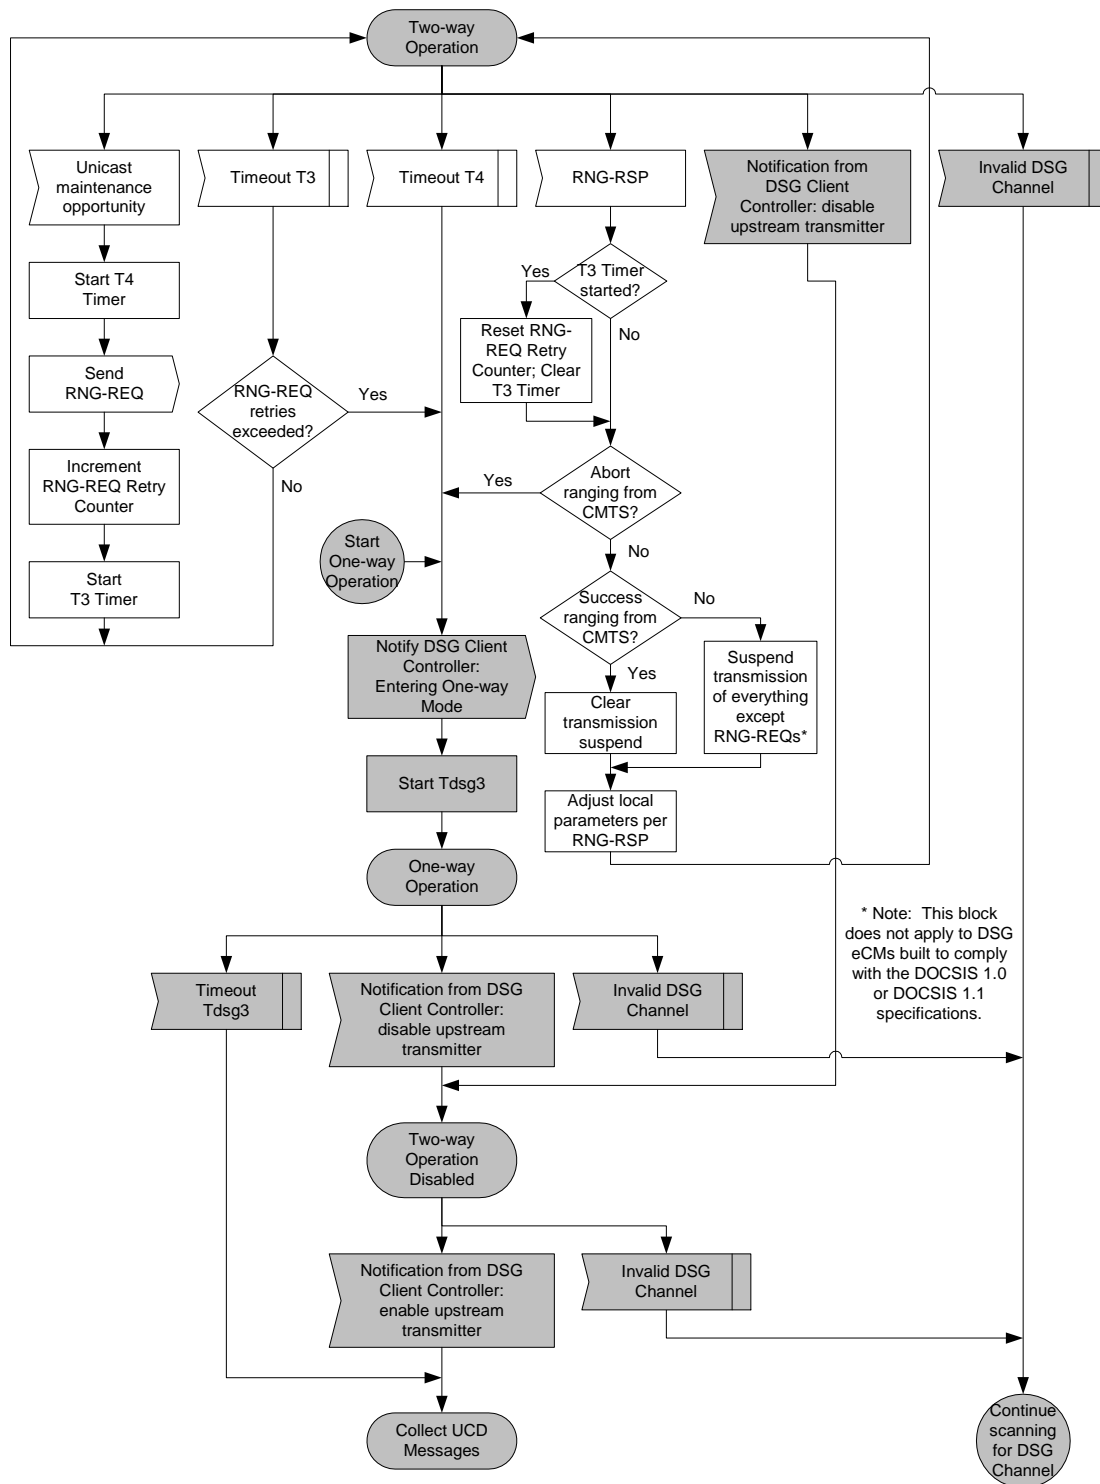 Two-way
Operation
Unicast
maintenance
opportunity
Timeout T3
Timeout T4
RNG-RSP
Notification from
DSG Client
Controller: disable
upstream transmitter
Invalid DSG
Channel
Start T4
Timer
Yes
T3 Timer
started?
No
Reset RNG-
REQ Retry
Counter; Clear
T3 Timer
Send
RNG-REQ
RNG-REQ
retries
exceeded?
Yes
No
Increment
RNG-REQ Retry
Counter
Yes
Abort
ranging from
CMTS?
No
Start
One-way
Operation
Start
T3 Timer
Success
ranging from
CMTS?
No
Yes
Notify DSG Client
Controller:
Entering One-way
Mode
Clear
transmission
suspend
Suspend
transmission
of everything
except
RNG-REQs*
Start Tdsg3
Adjust local
parameters per
RNG-RSP
One-way
Operation
* Note: This block
does not apply to DSG
eCMs built to comply
with the DOCSIS 1.0
or DOCSIS 1.1
specifications.
Timeout
Tdsg3
Notification from DSG
Client Controller:
disable upstream
transmitter
Invalid DSG
Channel
Two-way
Operation
Disabled
Notification from DSG
Client Controller:
enable upstream
transmitter
Invalid DSG
Channel
Collect UCD
Messages
Continue
scanning
for DSG
Channel